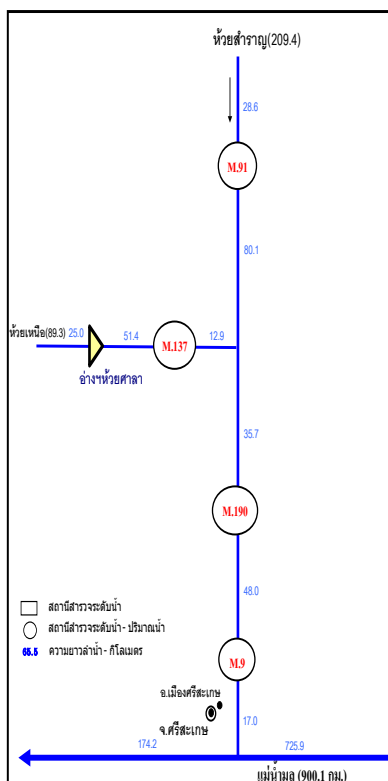 ห้วยสำราญ(209.4)
28.6
M.91
80.1
ห้วยเหนือ(89.3) 25.0 51.4 M.137 12.9
อ่างฯห้วยศาลา
35.7
M.190
48.0
สถานีสำรวจระดับน้ำ
สถานีสำรวจระดับน้ำ - ปริมาณน้ำ
65.5 ความยาวลำน้ำ - กิโลเมตร
M.9
อ.เมืองศรีสะเกษ
จ.ศรีสะเกษ
17.0
174.2 725.9
แม่น้ำมูล (900.1 กม.)